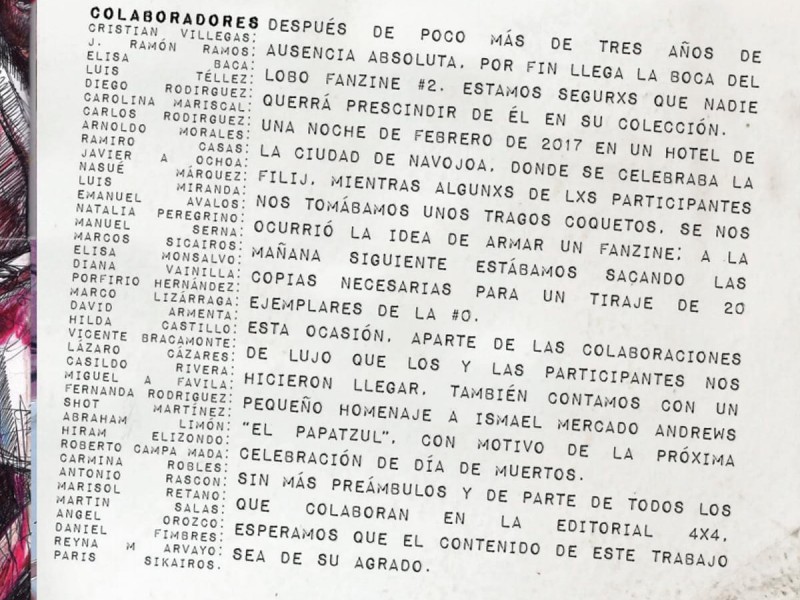 COLABORADORES
CRISTIAN VILLEGAS:
J. RAMÓN RAMOS:
ELISA BACA:
LUIS TÉLLEZ:
DIEGO RODIRGUEZ:
CAROLINA MARISCAL:
CARLOS RODIRGUEZ:
ARNOLDO MORALES:
RAMIRO CASAS:
JAVIER A OCHOA:
NASUÉ MÁRQUEZ:
LUIS MIRANDA:
EMANUEL AVALOS:
NATALIA PEREGRINO:
MANUEL SERNA:
MARCOS SICAIROS:
ELISA MONSALVO:
DIANA VAINILLA:
PORFIRIO HERNÁNDEZ:
MARCO LIZÁRRAGA:
DAVID ARMENTA:
HILDA CASTILLO:
VICENTE BRACAMONTE:
LÁZARO CÁZARES:
CASILDO RIVERA:
MIGUEL A FAVILA:
FERNANDA RODRIGUEZ:
SHOT MARTÍNEZ:
ABRAHAM LIMÓN:
HIRAM ELIZONDO:
ROBERTO CAMPA MADA:
CARMINA ROBLES:
ANTONIO RASCON:
MARISOL RETANO:
MARTIN SALAS:
ANGEL OROZCO:
DANIEL FIMBRES:
REYNA M ARVAYO:
PARIS SIKAIROS.
DESPUÉS DE POCO MÁS DE TRES AÑOS DE
AUSENCIA ABSOLUTA, POR FIN LLEGA LA BOCA DEL
LOBO FANZINE #2. ESTAMOS SEGURXS QUE NADIE
QUERRÁ PRESCINDIR DE ÉL EN SU COLECCIÓN.
UNA NOCHE DE FEBRERO DE 2017 EN UN HOTEL DE
LA CIUDAD DE NAVOJOA, DONDE SE CELEBRABA LA
FILIJ, MIENTRAS ALGUNXS DE LXS PARTICIPANTES
NOS TOMÁBAMOS UNOS TRAGOS COQUETOS, SE NOS
OCURRIÓ LA IDEA DE ARMAR UN FANZINE; A LA
MAÑANA SIGUIENTE ESTÁBAMOS SACANDO LAS
COPIAS NECESARIAS PARA UN TIRAJE DE 20
EJEMPLARES DE LA #0.
ESTA OCASIÓN, APARTE DE LAS COLABORACIONES
DE LUJO QUE LOS Y LAS PARTICIPANTES NOS
HICIERON LLEGAR, TAMBIÉN CONTAMOS CON UN
PEQUEÑO HOMENAJE A ISMAEL MERCADO ANDREWS
"EL PAPATZUL", CON MOTIVO DE LA PRÓXIMA
CELEBRACIÓN DE DÍA DE MUERTOS.
SIN MÁS PREÁMBULOS Y DE PARTE DE TODOS LOS
QUE COLABORAN EN LA EDITORIAL 4X4,
ESPERAMOS QUE EL CONTENIDO DE ESTE TRABAJO
SEA DE SU AGRADO.